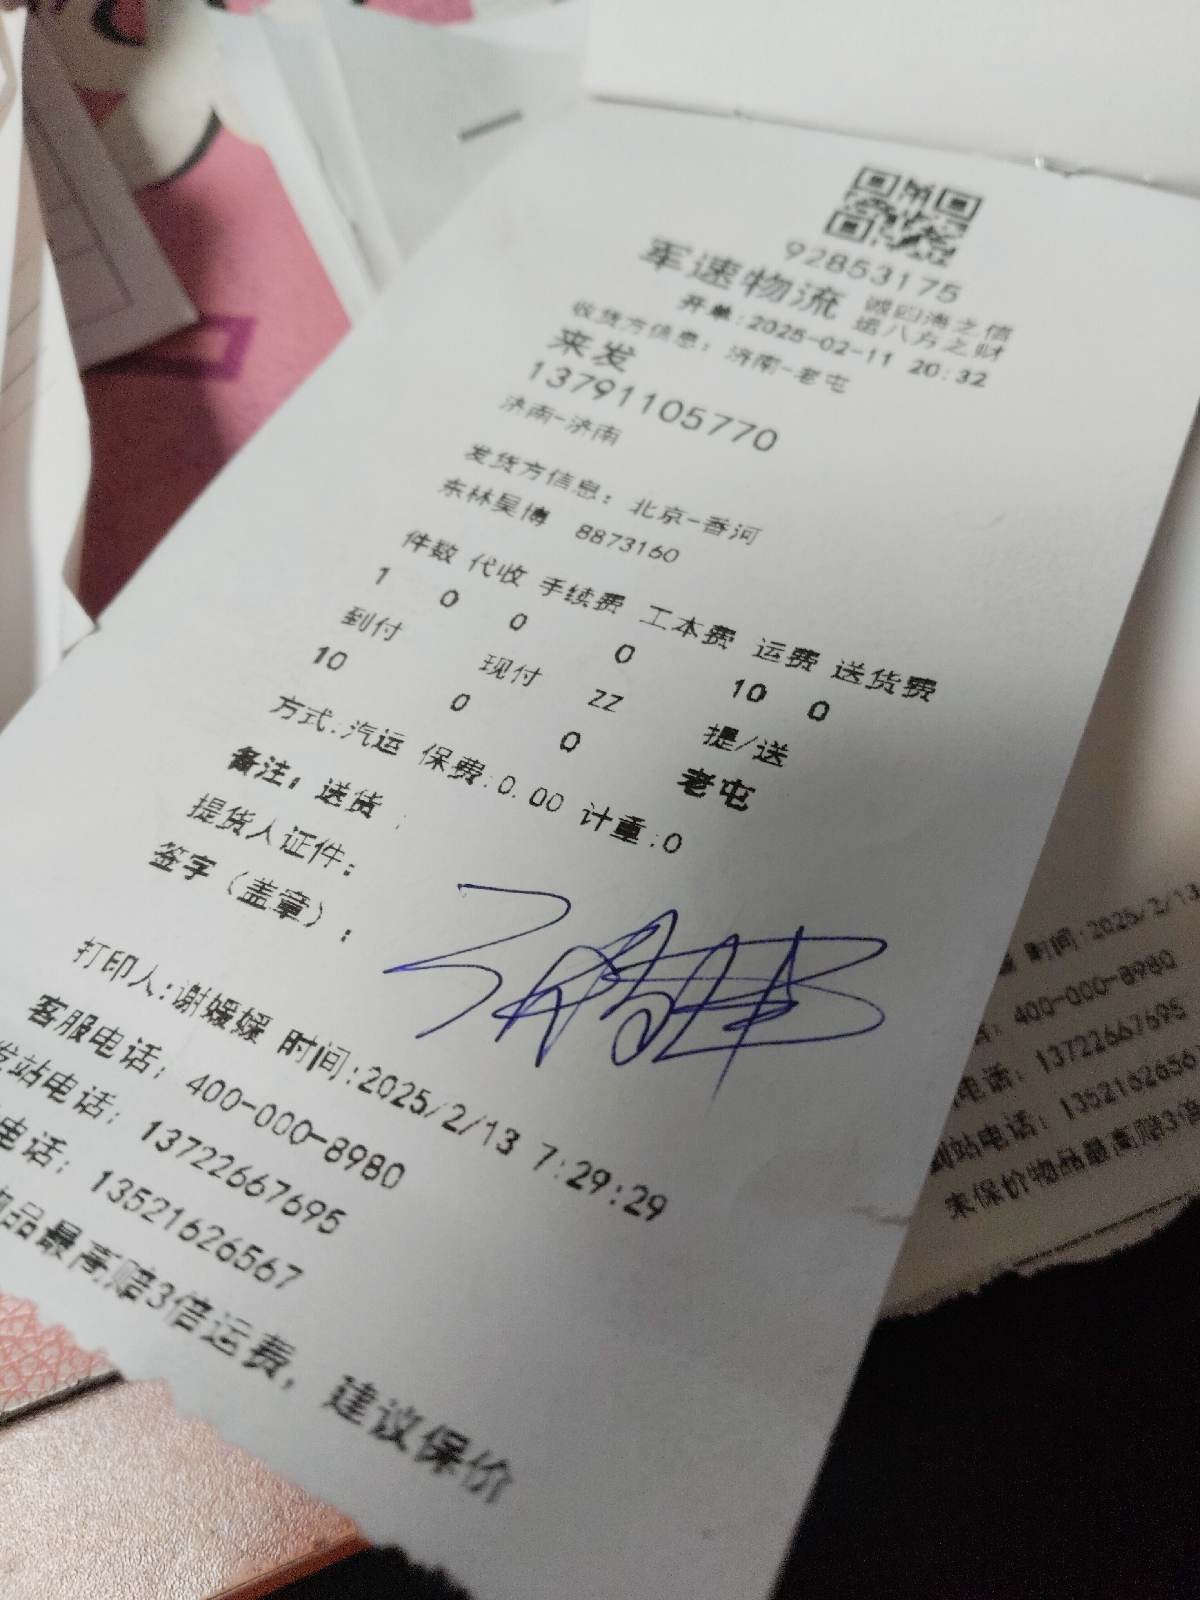 92853175
军速物流 诚四海之信
运八方之财
开单:2025-02-11 20:32
收货方信息: 济南-老屯
来发
13791105770
济南-济南
发货方信息: 北京-香河
东林昊博 8873160
件数 代收 手续费 工本费 运费 送货费
1 0 0 0 10 0
到付 现付 ZZ 提/送
10 0 0 老屯
方式:汽运 保费:0.00 计重:0
备注: 送货 :
提货人证件:
签字(盖章):
打印人:谢媛媛 时间:2025/2/13 7:29:29
客服电话: 400-000-8980
发站电话: 13722667695
电话: 13521626567
物品最高赔3倍运费, 建议保价
时间:2025/2/13
400-000-8980
电话: 13722667695
到站电话: 1352162656
未保价物品最高赔3倍